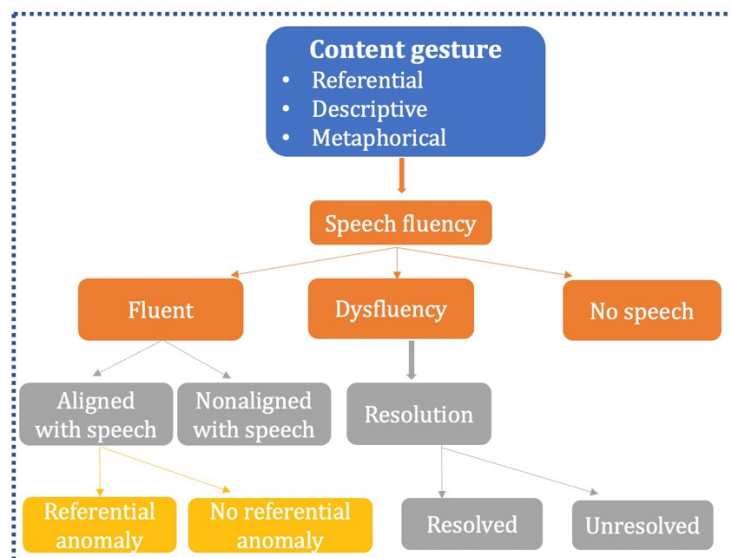 Content gesture
• Referential
• Descriptive
• Metaphorical
Speech fluency
Fluent
Dysfluency
No speech
Aligned
with speech
Nonaligned
with speech
Resolution
Referential
anomaly
No referential
anomaly
Resolved
Unresolved